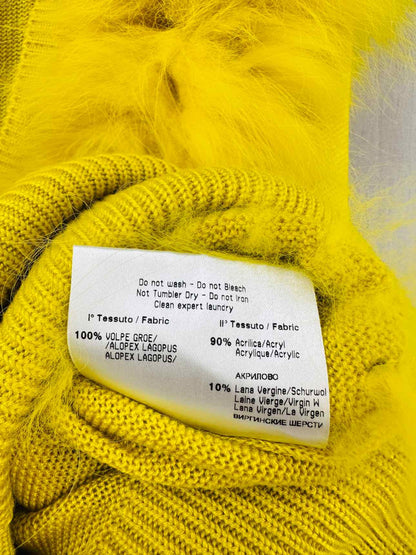 Do not wash - Do not Bleach
Not Tumbler Dry - Do not Iron
Clean expert laundry
I° Tessuto / Fabric
100% VOLPE GROE/
/ALOPEX LAGOPUS
ALOPEX LAGOPUS/
II° Tessuto / Fabric
90% Acrilica/Acryl
Acrylique/Acrylic
АКРИЛОВО
10% Lana Vergine/Schurwol
Laine Vierge/Virgin W
Lana Virgen/La Virgen
ВИРГИНСКИЕ ШЕРСТИ